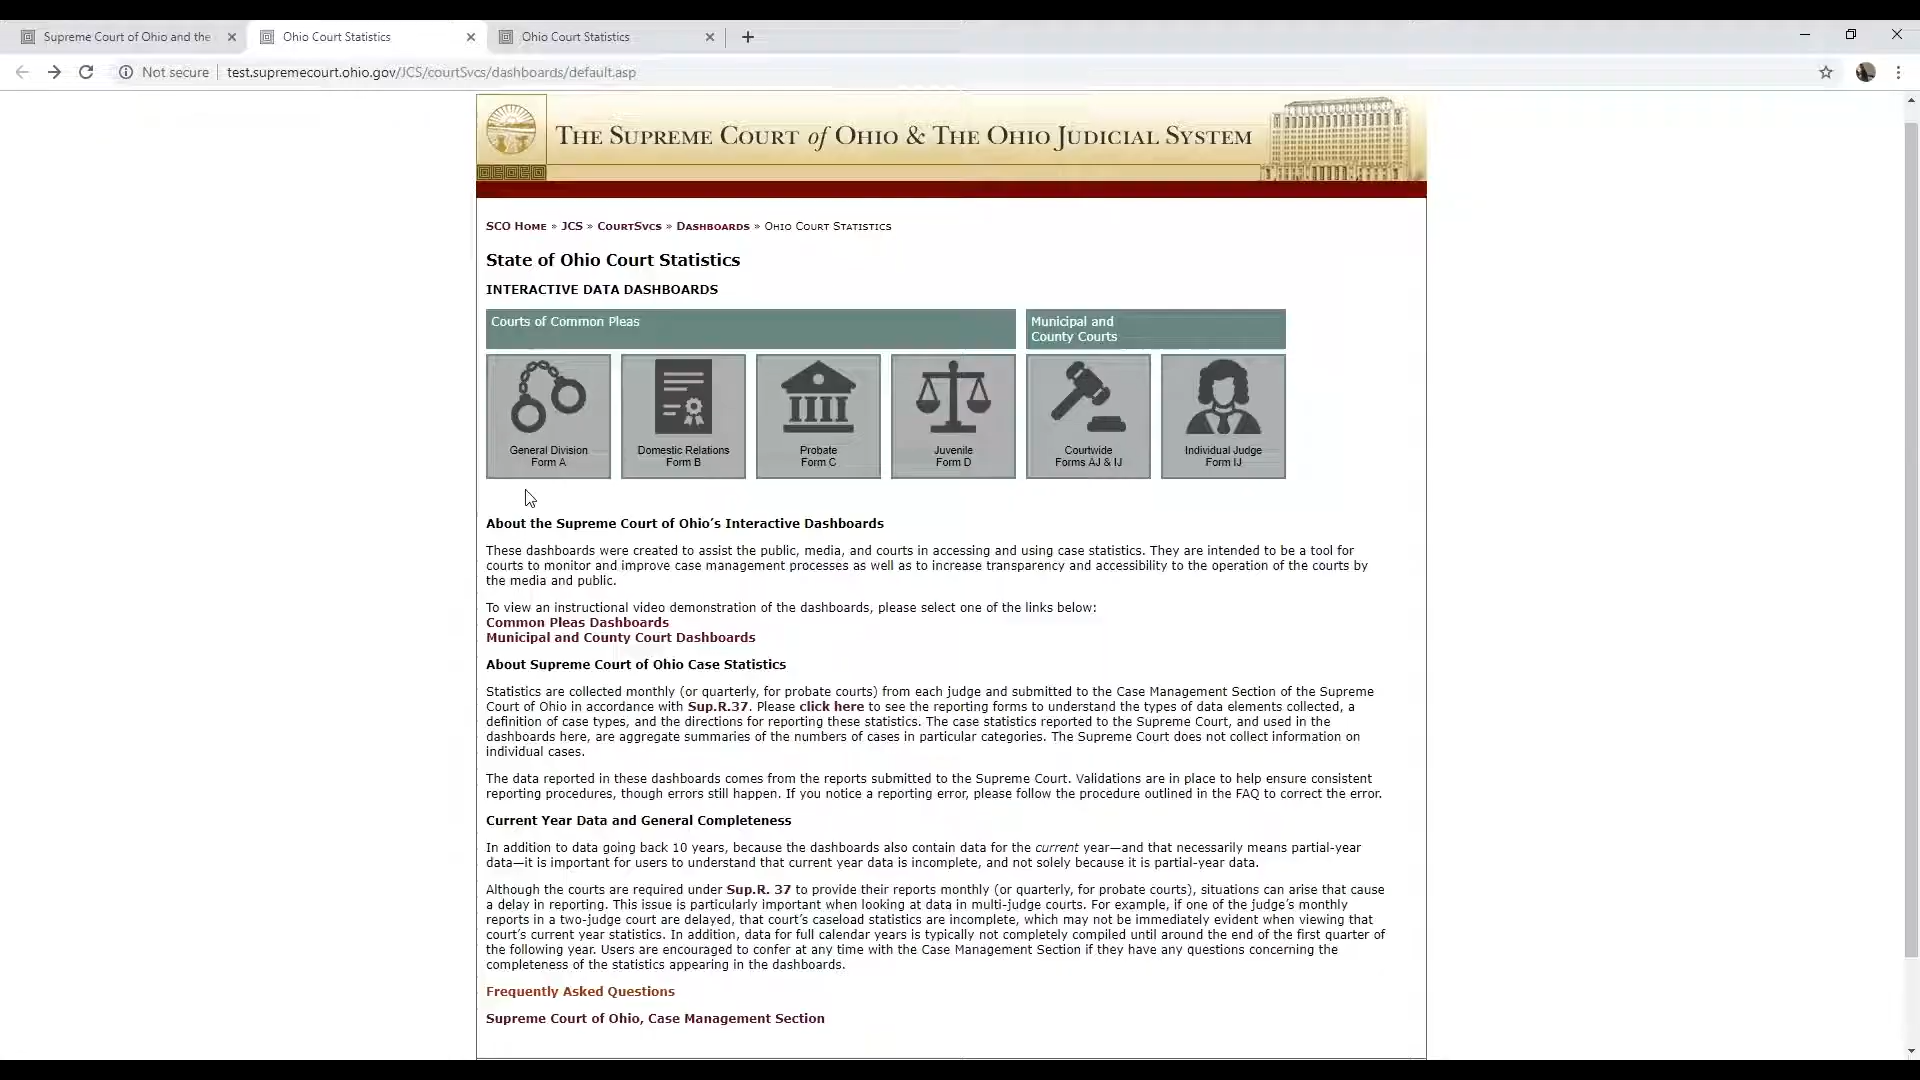 Supreme Court of Ohio and the
Ohio Court Statistics
Ohio Court Statistics
Not secure
test.supremecourt.ohio.gov/JCS/courtSvcs/dashboards/default.asp
THE SUPREME COURT of OHIO & THE OHIO JUDICIAL SYSTEM
SCO HOME » JCS » COURTSVCS » DASHBOARDS » OHIO COURT STATISTICS
State of Ohio Court Statistics
INTERACTIVE DATA DASHBOARDS
Courts of Common Pleas
Municipal and
County Courts
General Division
Form A
Domestic Relations
Form B
Probate
Form C
Juvenile
Form D
Courtwide
Forms AJ & IJ
Individual Judge
Form IJ
About the Supreme Court of Ohio’s Interactive Dashboards
These dashboards were created to assist the public, media, and courts in accessing and using case statistics. They are intended to be a tool for
courts to monitor and improve case management processes as well as to increase transparency and accessibility to the operation of the courts by
the media and public.
To view an instructional video demonstration of the dashboards, please select one of the links below:
Common Pleas Dashboards
Municipal and County Court Dashboards
About Supreme Court of Ohio Case Statistics
Statistics are collected monthly (or quarterly, for probate courts) from each judge and submitted to the Case Management Section of the Supreme
Court of Ohio in accordance with Sup.R.37. Please click here to see the reporting forms to understand the types of data elements collected, a
definition of case types, and the directions for reporting these statistics. The case statistics reported to the Supreme Court, and used in the
dashboards here, are aggregate summaries of the numbers of cases in particular categories. The Supreme Court does not collect information on
individual cases.
The data reported in these dashboards comes from the reports submitted to the Supreme Court. Validations are in place to help ensure consistent
reporting procedures, though errors still happen. If you notice a reporting error, please follow the procedure outlined in the FAQ to correct the error.
Current Year Data and General Completeness
In addition to data going back 10 years, because the dashboards also contain data for the current year—and that necessarily means partial-year
data—it is important for users to understand that current year data is incomplete, and not solely because it is partial-year data.
Although the courts are required under Sup.R. 37 to provide their reports monthly (or quarterly, for probate courts), situations can arise that cause
a delay in reporting. This issue is particularly important when looking at data in multi-judge courts. For example, if one of the judge’s monthly
reports in a two-judge court are delayed, that court’s caseload statistics are incomplete, which may not be immediately evident when viewing that
court’s current year statistics. In addition, data for full calendar years is typically not completely compiled until around the end of the first quarter of
the following year. Users are encouraged to confer at any time with the Case Management Section if they have any questions concerning the
completeness of the statistics appearing in the dashboards.
Frequently Asked Questions
Supreme Court of Ohio, Case Management Section